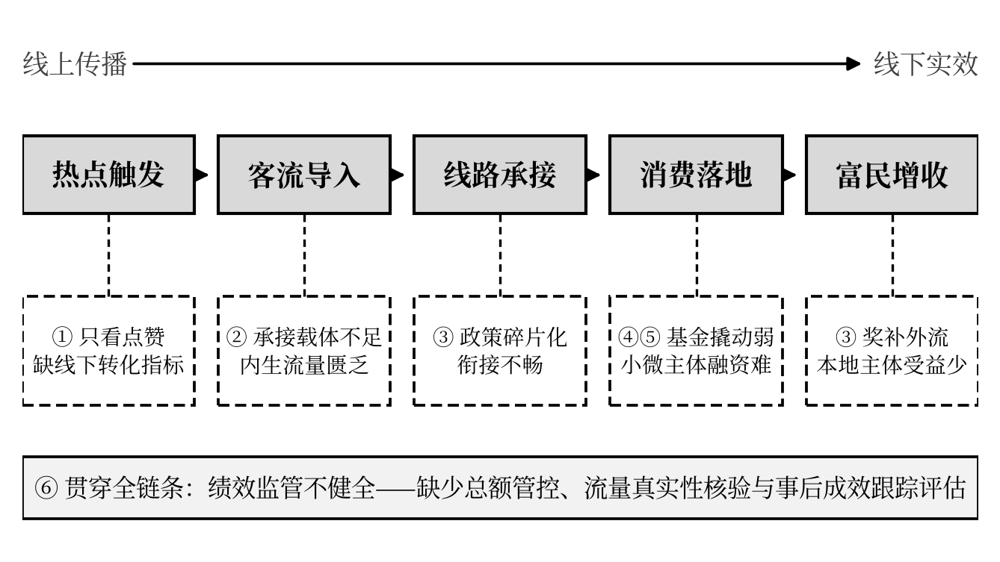 线上传播
线下实效
热点触发
客流导入
线路承接
消费落地
富民增收
① 只看点赞
缺线下转化指标
② 承接载体不足
内生流量匮乏
③ 政策碎片化
衔接不畅
④⑤ 基金撬动弱
小微主体融资难
③ 奖补外流
本地主体受益少
⑥ 贯穿全链条：绩效监管不健全——缺少总额管控、流量真实性核验与事后成效跟踪评估